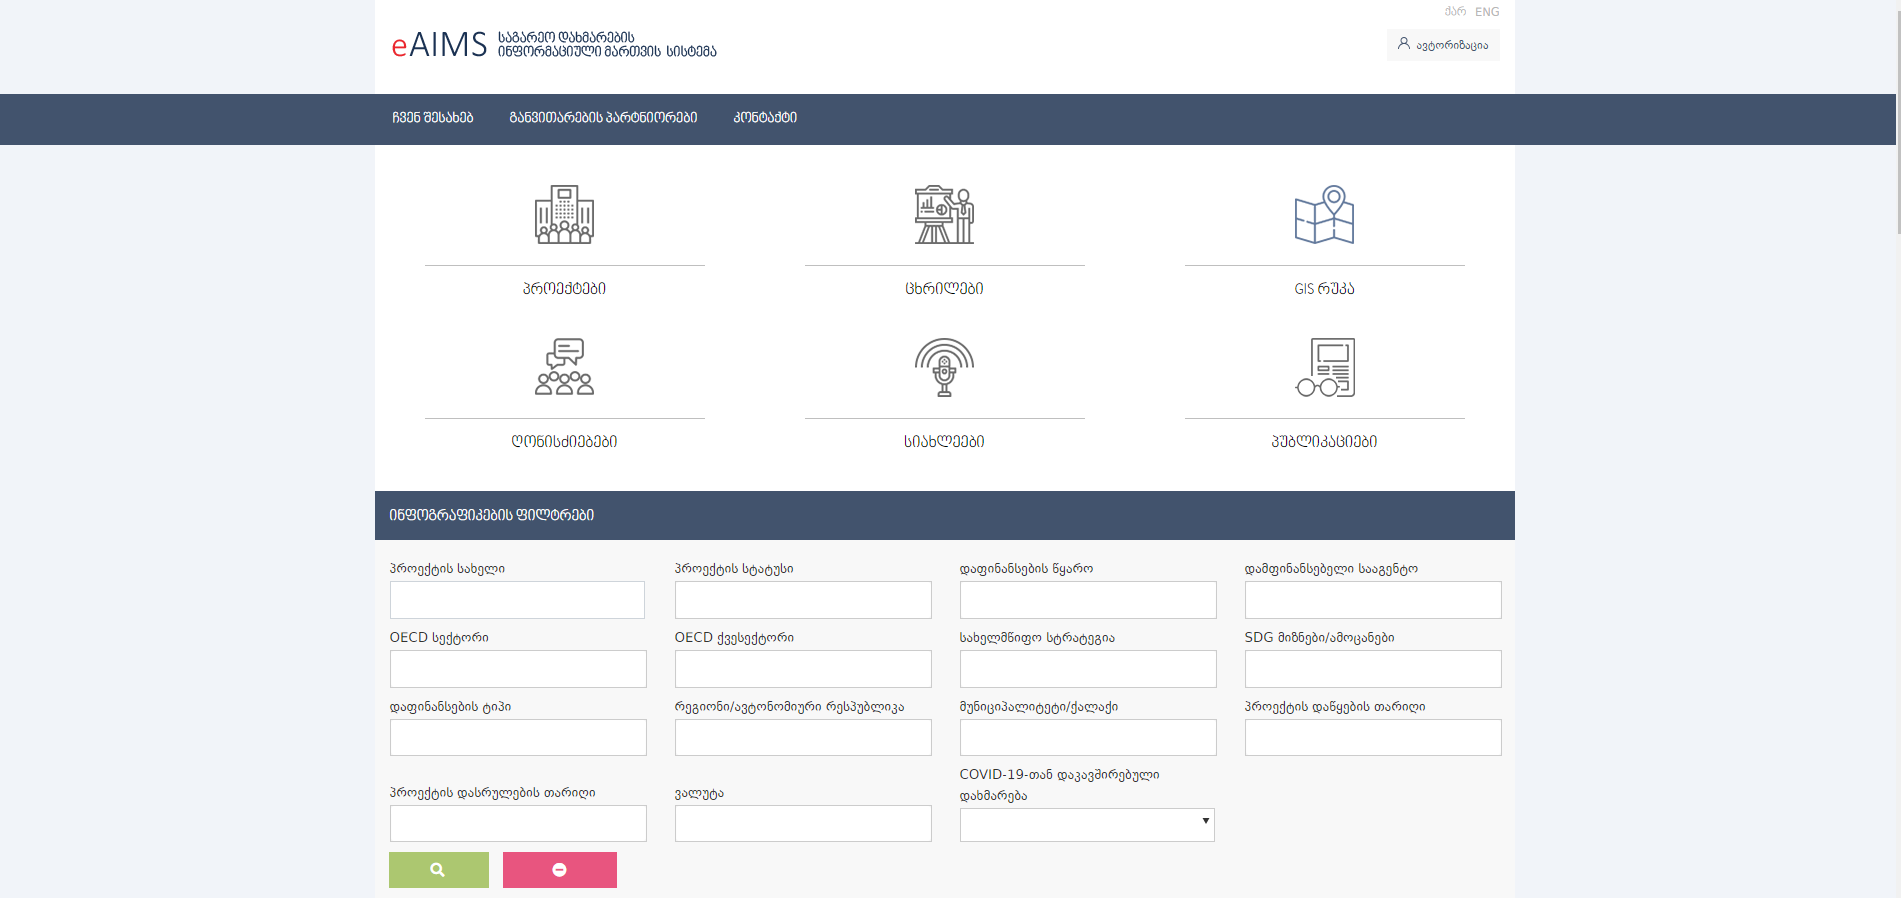 ქარ ENG
eAIMS
საგარეო დახმარების
ინფორმაციული მართვის სისტემა
ავტორიზაცია
ჩვენ შესახებ განვითარების პარტნიორები კონტაქტი
პროექტები ცხრილები GIS რუკა
ღონისძიებები სიახლეები პუბლიკაციები
ინფოგრაფიკების ფილტრები
პროექტის სახელი პროექტის სტატუსი დაფინანსების წყარო დამფინანსებელი სააგენტო
OECD სექტორი OECD ქვესექტორი სახელმწიფო სტრატეგია SDG მიზნები/ამოცანები
დაფინანსების ტიპი რეგიონი/ავტონომიური რესპუბლიკა მუნიციპალიტეტი/ქალაქი პროექტის დაწყების თარიღი
პროექტის დასრულების თარიღი ვალუტა COVID-19-თან დაკავშირებული
დახმარება